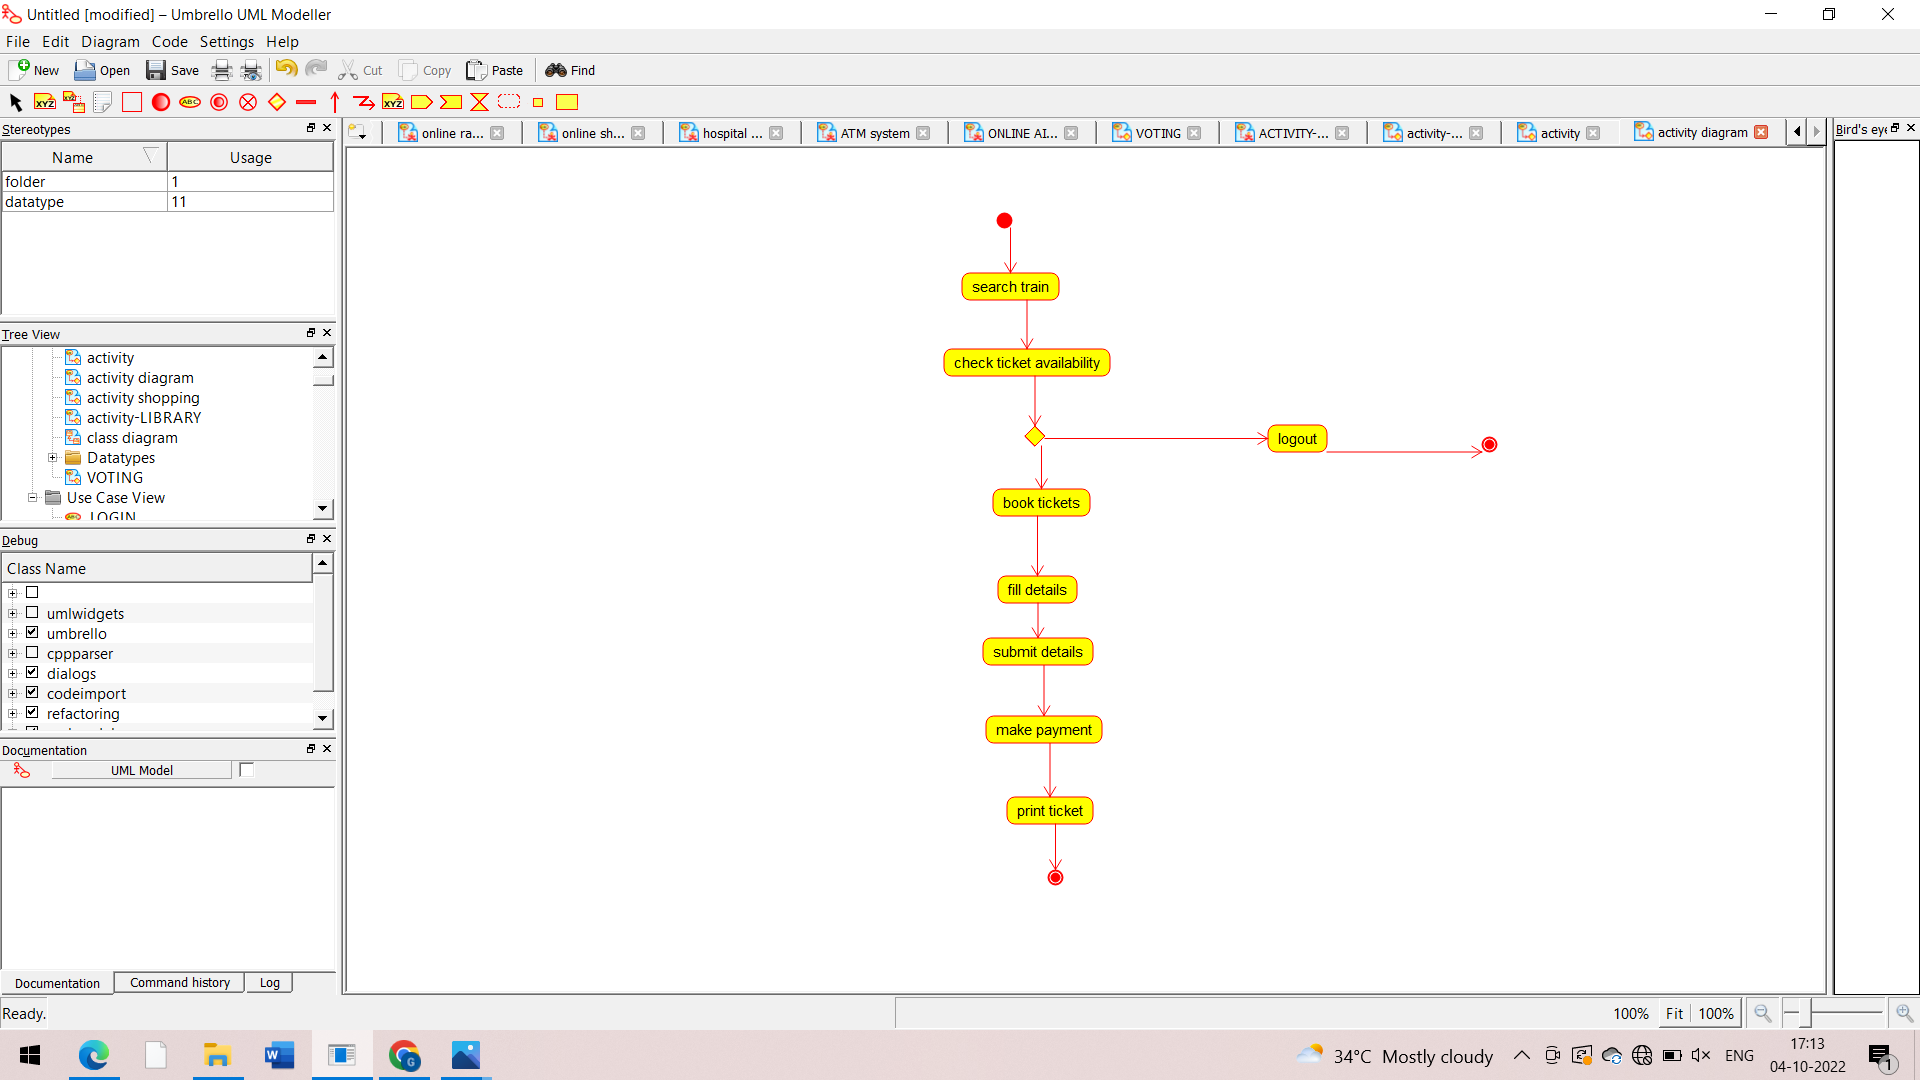 Untitled [modified] – Umbrello UML Modeller
File Edit Diagram Code Settings Help
New Open Save Cut Copy Paste Find
XYZ ABC XYZ
Stereotypes
Name Usage
folder 1
datatype 11
Tree View
activity
activity diagram
activity shopping
activity-LIBRARY
class diagram
Datatypes
VOTING
Use Case View
LOGIN
Debug
Class Name
umlwidgets
umbrello
cppparser
dialogs
codeimport
refactoring
Documentation
UML Model
Documentation Command history Log
Ready.
online ra... online sh... hospital ... ATM system ONLINE AI... VOTING ACTIVITY-... activity-... activity activity diagram
search train
check ticket availability
logout
book tickets
fill details
submit details
make payment
print ticket
Bird's eye
100% Fit 100%
34°C Mostly cloudy ENG 17:13
04-10-2022
1